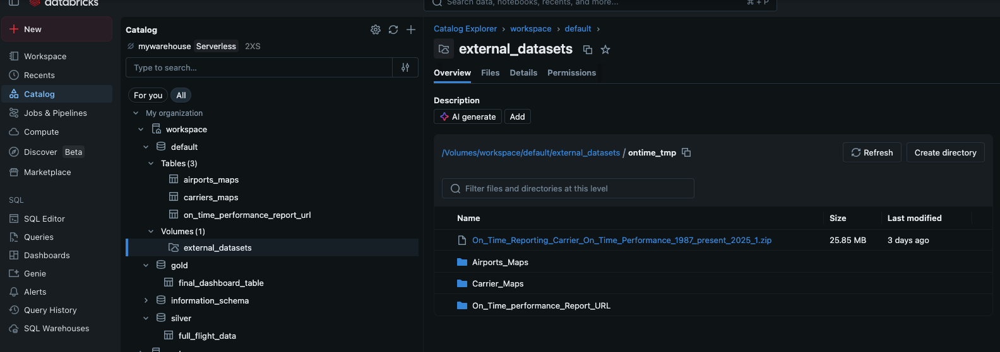 databricks
Search data, notebooks, recents, and more...
⌘ + P
New
Workspace
Recents
Catalog
Jobs & Pipelines
Compute
Discover Beta
Marketplace
SQL
SQL Editor
Queries
Dashboards
Genie
Alerts
Query History
SQL Warehouses
Catalog
mywarehouse Serverless 2XS
Type to search...
For you All
My organization
workspace
default
Tables (3)
airports_maps
carriers_maps
on_time_performance_report_url
Volumes (1)
external_datasets
gold
final_dashboard_table
information_schema
silver
full_flight_data
Catalog Explorer › workspace › default ›
external_datasets
Overview Files Details Permissions
Description
AI generate Add
/Volumes/workspace/default/external_datasets / ontime_tmp
Refresh Create directory
Filter files and directories at this level
Name Size Last modified
On_Time_Reporting_Carrier_On_Time_Performance_1987_present_2025_1.zip 25.85 MB 3 days ago
Airports_Maps
Carrier_Maps
On_Time_performance_Report_URL